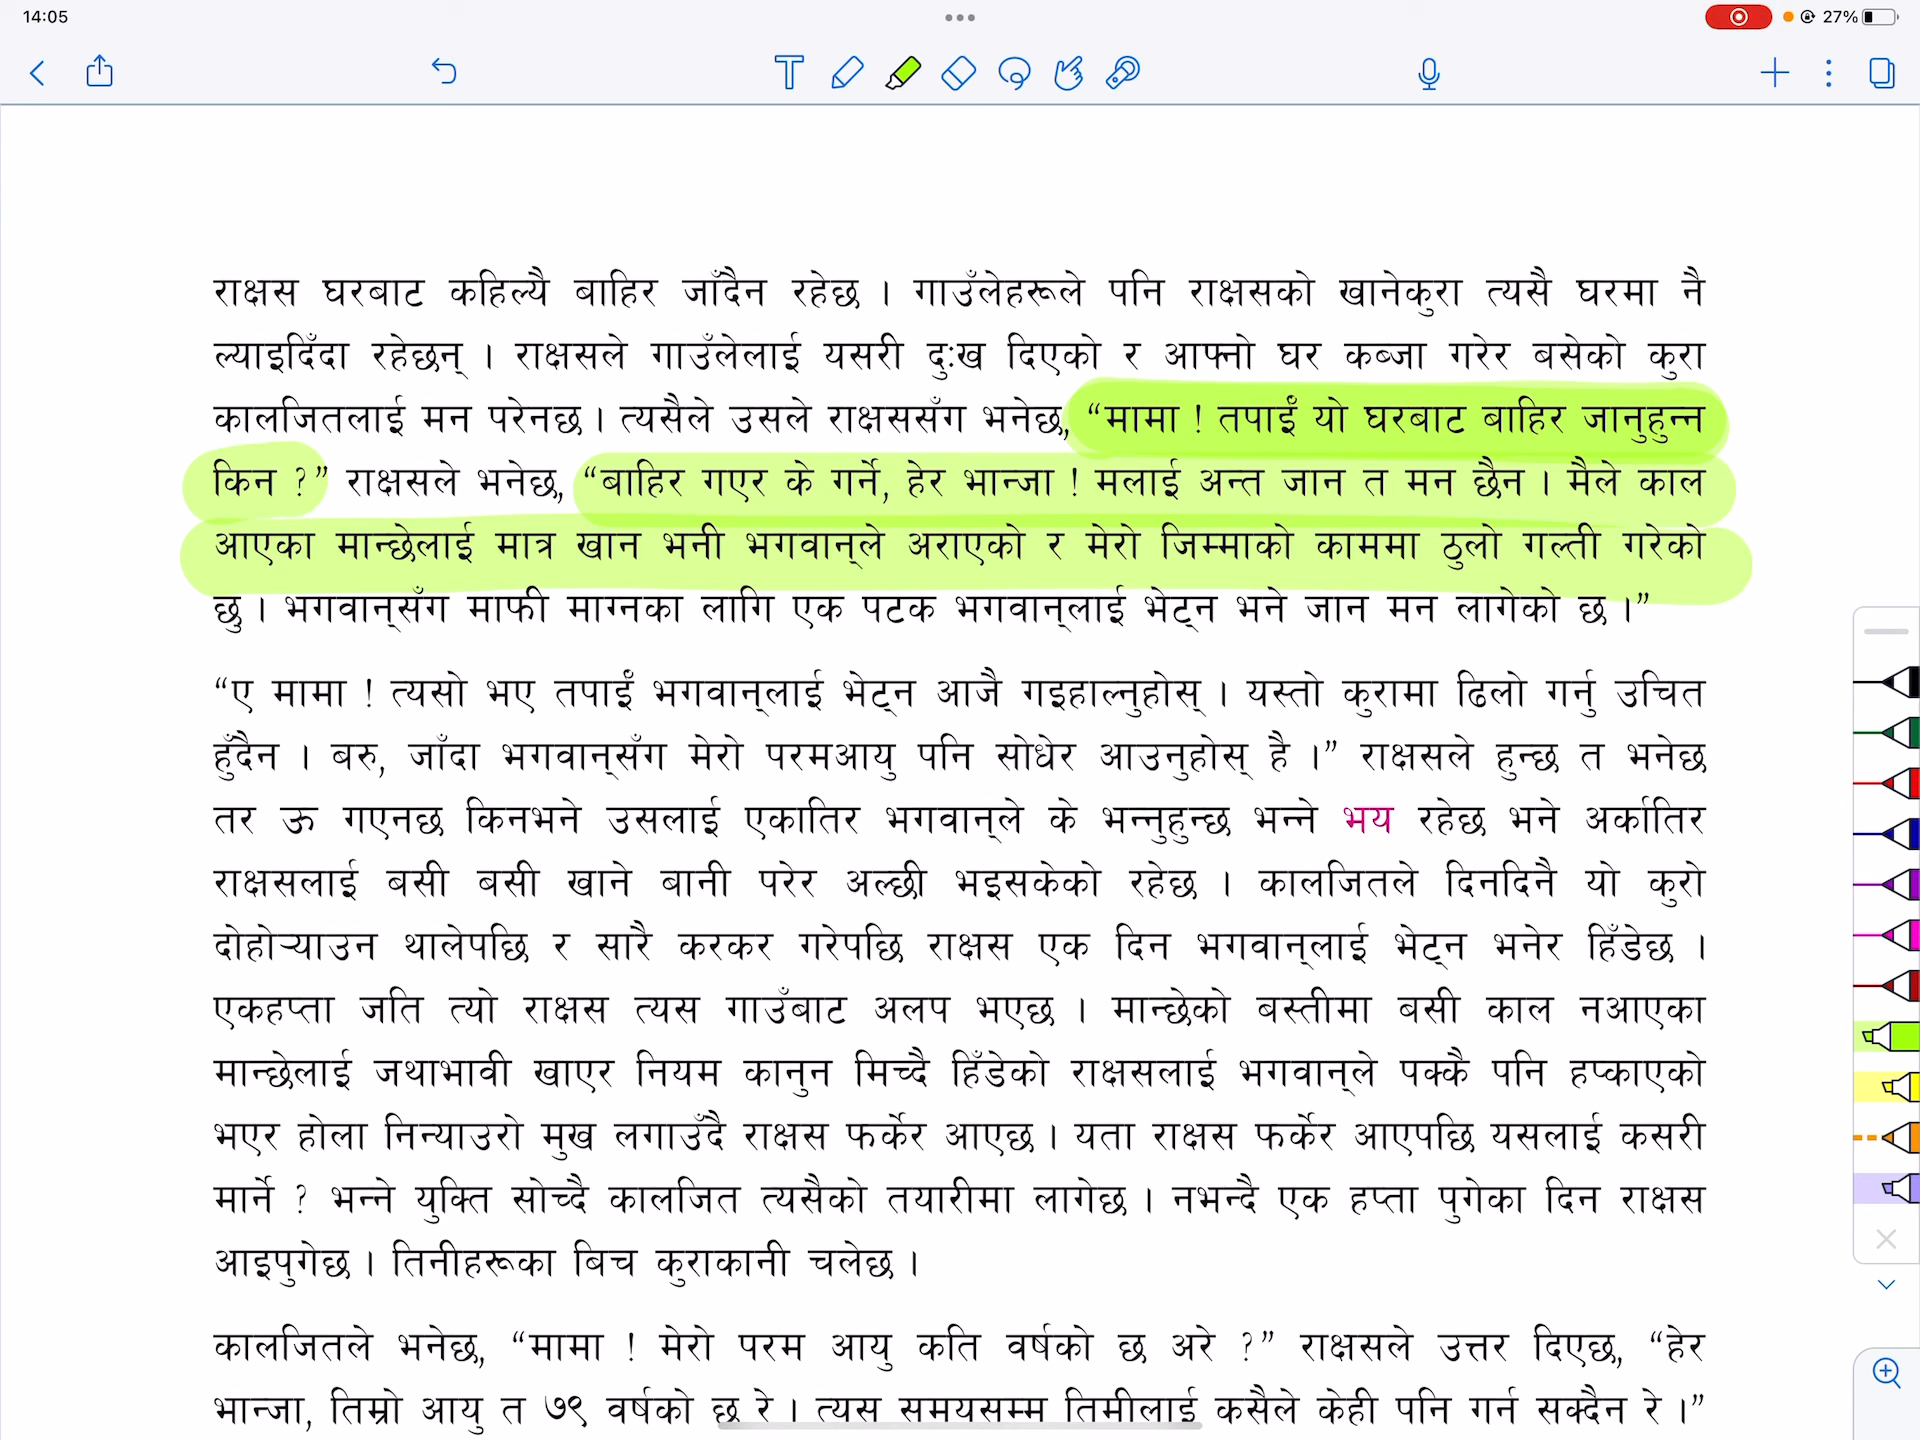 14:05
27%
राक्षस घरबाट कहिल्यै बाहिर जाँदैन रहेछ । गाउँलेहरूले पनि राक्षसको खानेकुरा त्यसै घरमा नै
ल्याइदिँदा रहेछन् । राक्षसले गाउँलेलाई यसरी दुःख दिएको र आफ्नो घर कब्जा गरेर बसेको कुरा
कालजितलाई मन परेनछ । त्यसैले उसले राक्षससँग भनेछ, “मामा ! तपाईँ यो घरबाट बाहिर जानुहुन्न
किन ?” राक्षसले भनेछ, “बाहिर गएर के गर्ने, हेर भान्जा ! मलाई अन्त जान त मन छैन । मैले काल
आएका मान्छेलाई मात्र खान भनी भगवान्‌ले अराएको र मेरो जिम्माको काममा ठुलो गल्ती गरेको
छु । भगवान्‌सँग माफी माग्नका लागि एक पटक भगवान्‌लाई भेट्न भने जान मन लागेको छ ।”
“ए मामा ! त्यसो भए तपाईँ भगवान्‌लाई भेट्न आजै गइहाल्नुहोस् । यस्तो कुरामा ढिलो गर्नु उचित
हुँदैन । बरु, जाँदा भगवान्‌सँग मेरो परमआयु पनि सोधेर आउनुहोस् है ।” राक्षसले हुन्छ त भनेछ
तर ऊ गएनछ किनभने उसलाई एकातिर भगवान्‌ले के भन्नुहुन्छ भन्ने भय रहेछ भने अर्कातिर
राक्षसलाई बसी बसी खाने बानी परेर अल्छी भइसकेको रहेछ । कालजितले दिनदिनै यो कुरो
दोहोऱ्याउन थालेपछि र सारै करकर गरेपछि राक्षस एक दिन भगवान्‌लाई भेट्न भनेर हिँडेछ ।
एकहप्ता जति त्यो राक्षस त्यस गाउँबाट अलप भएछ । मान्छेको बस्तीमा बसी काल नआएका
मान्छेलाई जथाभावी खाएर नियम कानुन मिच्दै हिँडेको राक्षसलाई भगवान्‌ले पक्कै पनि हप्काएको
भएर होला निन्याउरो मुख लगाउँदै राक्षस फर्केर आएछ । यता राक्षस फर्केर आएपछि यसलाई कसरी
मार्ने ? भन्ने युक्ति सोच्दै कालजित त्यसैको तयारीमा लागेछ । नभन्दै एक हप्ता पुगेका दिन राक्षस
आइपुगेछ । तिनीहरूका बिच कुराकानी चलेछ ।
कालजितले भनेछ, “मामा ! मेरो परम आयु कति वर्षको छ अरे ?” राक्षसले उत्तर दिएछ, “हेर
भान्जा, तिम्रो आयु त ७९ वर्षको छ रे । त्यस समयसम्म तिमीलाई कसैले केही पनि गर्न सक्दैन रे ।”